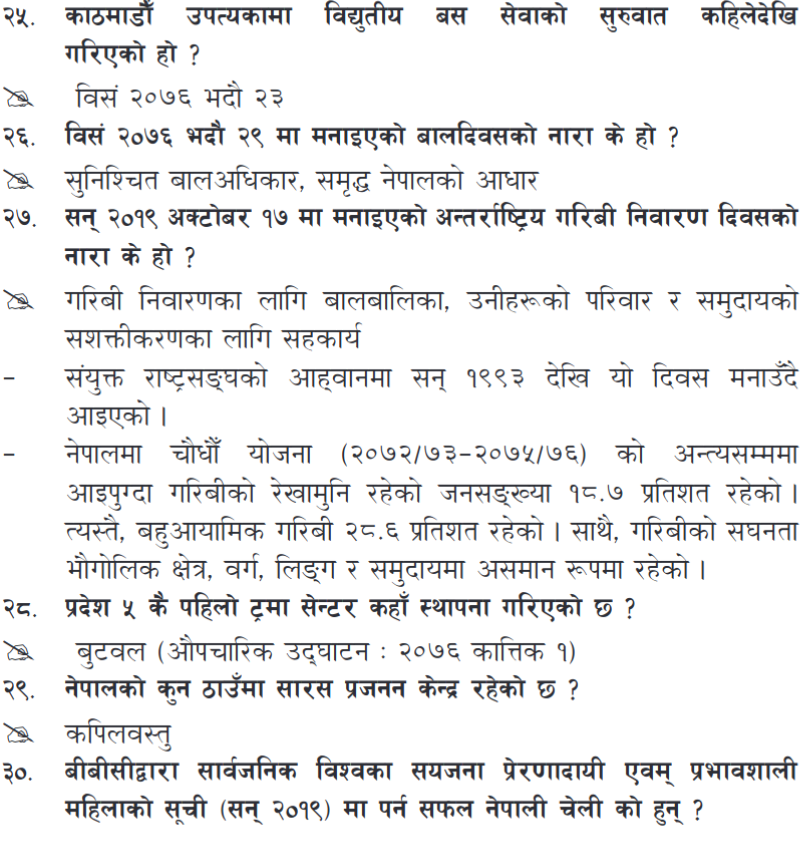 २५. काठमाडौँ उपत्यकामा विद्युतीय बस सेवाको सुरुवात कहिलेदेखि
गरिएको हो ?
विसं २०७६ भदौ २३
२६. विसं २०७६ भदौ २९ मा मनाइएको बालदिवसको नारा के हो ?
सुनिश्चित बालअधिकार, समृद्ध नेपालको आधार
२७. सन् २०१९ अक्टोबर १७ मा मनाइएको अन्तर्राष्ट्रिय गरिबी निवारण दिवसको
नारा के हो ?
गरिबी निवारणका लागि बालबालिका, उनीहरूको परिवार र समुदायको
सशक्तीकरणका लागि सहकार्य
– संयुक्त राष्ट्रसङ्घको आह्वानमा सन् १९९३ देखि यो दिवस मनाउँदै
आइएको ।
– नेपालमा चौधौँ योजना (२०७२/७३–२०७५/७६) को अन्त्यसम्ममा
आइपुग्दा गरिबीको रेखामुनि रहेको जनसङ्ख्या १८.७ प्रतिशत रहेको ।
त्यस्तै, बहुआयामिक गरिबी २८.६ प्रतिशत रहेको । साथै, गरिबीको सघनता
भौगोलिक क्षेत्र, वर्ग, लिङ्ग र समुदायमा असमान रूपमा रहेको ।
२८. प्रदेश ५ कै पहिलो ट्रमा सेन्टर कहाँ स्थापना गरिएको छ ?
बुटवल (औपचारिक उद्घाटन : २०७६ कात्तिक १)
२९. नेपालको कुन ठाउँमा सारस प्रजनन केन्द्र रहेको छ ?
कपिलवस्तु
३०. बीबीसीद्वारा सार्वजनिक विश्वका सयजना प्रेरणादायी एवम् प्रभावशाली
महिलाको सूची (सन् २०१९) मा पर्न सफल नेपाली चेली को हुन् ?